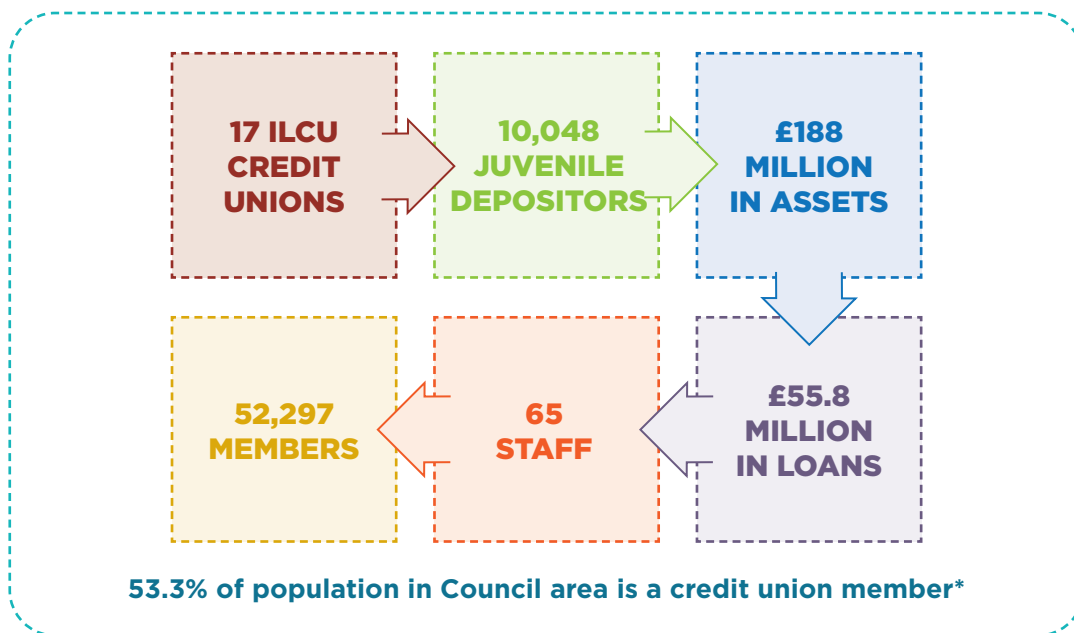 17 ILCU
CREDIT
UNIONS
10,048
JUVENILE
DEPOSITORS
£188
MILLION
IN ASSETS
£55.8
MILLION
IN LOANS
65
STAFF
52,297
MEMBERS
53.3% of population in Council area is a credit union member*